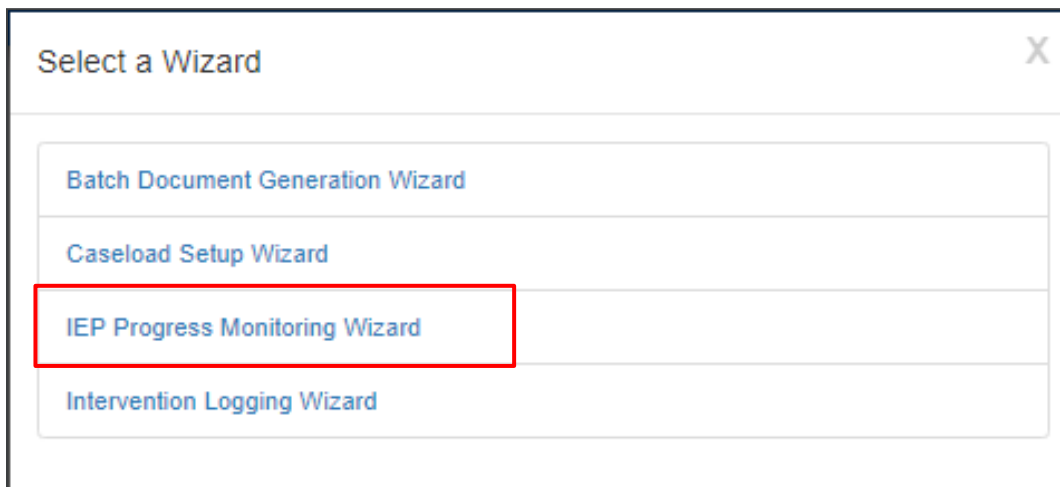 Select a Wizard
X
Batch Document Generation Wizard
Caseload Setup Wizard
IEP Progress Monitoring Wizard
Intervention Logging Wizard